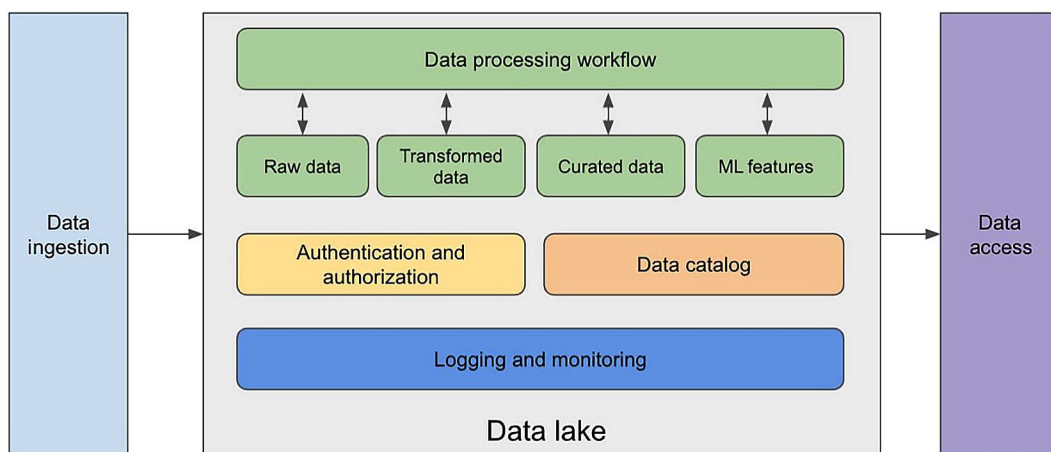 Data processing workflow
Raw data
Transformed
data
Curated data
ML features
Data
ingestion
Authentication and
authorization
Data catalog
Data
access
Logging and monitoring
Data lake